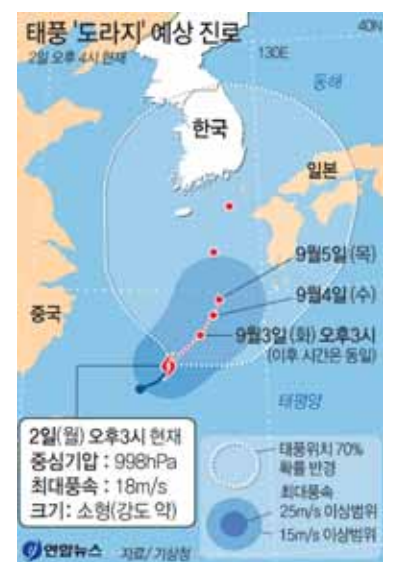 태풍 '도라지' 예상 진로
2일 오후 4시 현재
40N
130E
동해
한국
일본
9월5일(목)
9월4일(수)
9월3일(화) 오후3시
(이후 시간은 동일)
중국
태평양
2일(월) 오후3시 현재
중심기압 : 998hPa
최대풍속 : 18m/s
크기 : 소형(강도 약)
태풍위치 70%
확률 반경
최대풍속
25m/s 이상범위
15m/s 이상범위
연합뉴스 자료/기상청